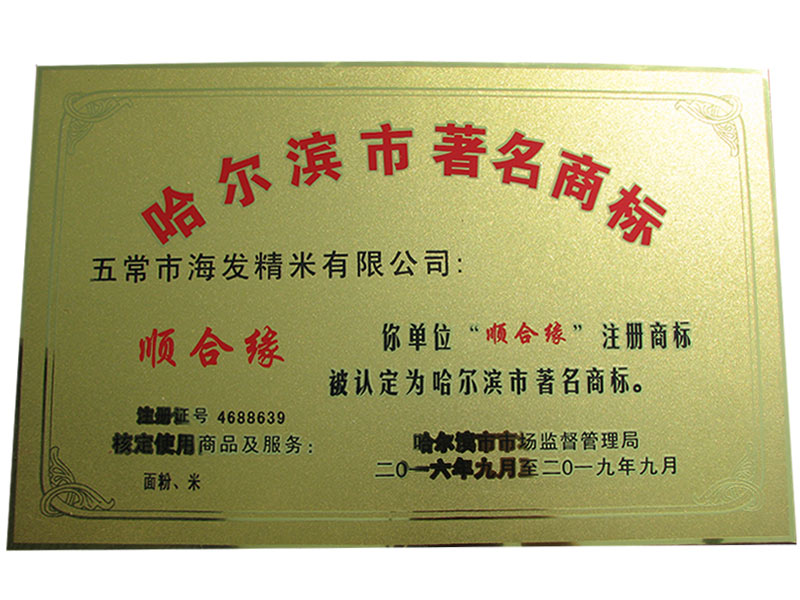 哈尔滨市著名商标
五常市海发精米有限公司:
顺合缘
你单位“顺合缘”注册商标
被认定为哈尔滨市著名商标。
注册证号 4688639
核定使用商品及服务:
面粉、米
哈尔滨市市场监督管理局
二〇一六年九月至二〇一九年九月